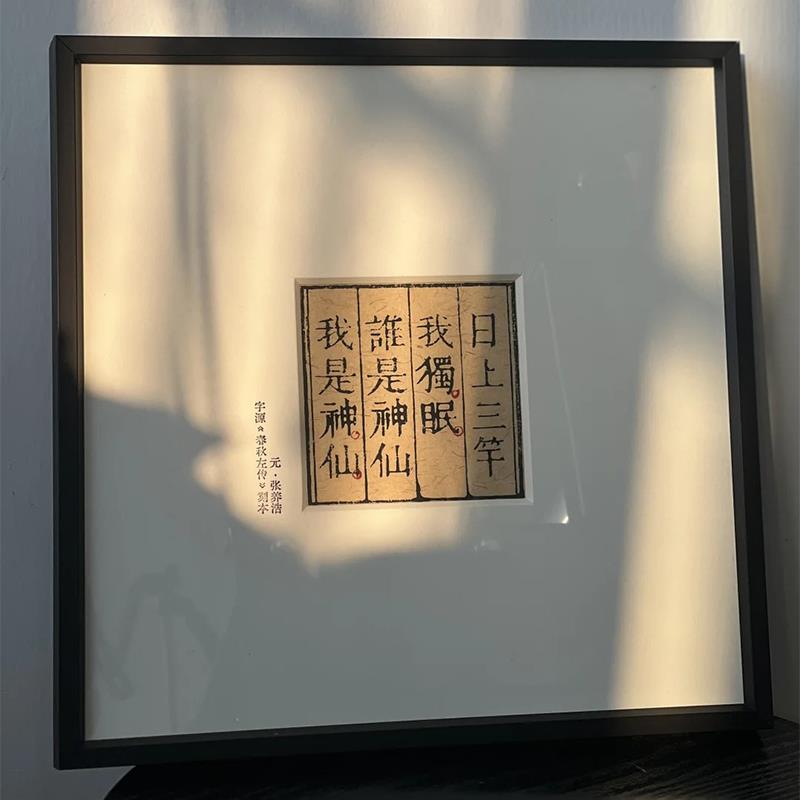 日上三竿
我獨眠
誰是神仙
我是神仙
元·张养浩
字源《春秋左传》刻本